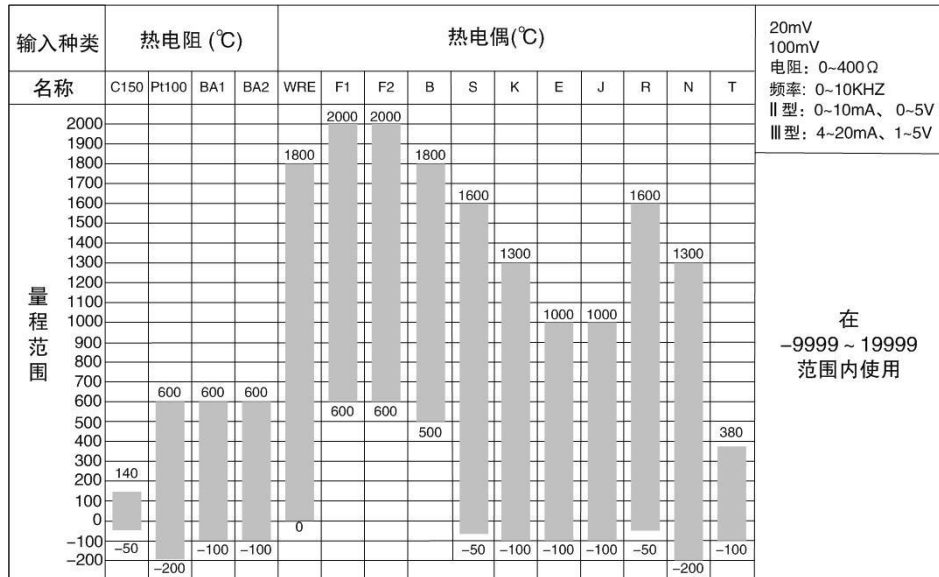 输入种类 热电阻 (℃) 热电偶(℃)
20mV
100mV
电阻：0~400Ω
频率：0~10KHZ
Ⅱ型：0~10mA、0~5V
Ⅲ型：4~20mA、1~5V
名称 C150 Pt100 BA1 BA2 WRE F1 F2 B S K E J R N T
量程范围
2000 2000 2000
1900
1800 1800 1800
1700
1600 1600 1600
1500
1400
1300 1300 1300
1200
1100
1000 1000 1000
900
800
700
600 600 600 600
500 600 600
400 500 380
300
200 140
100
0 0
-100 -50 -100 -100 -50 -100 -100 -100 -50 -100
-200 -200 -200
在
-9999 ~ 19999
范围内使用